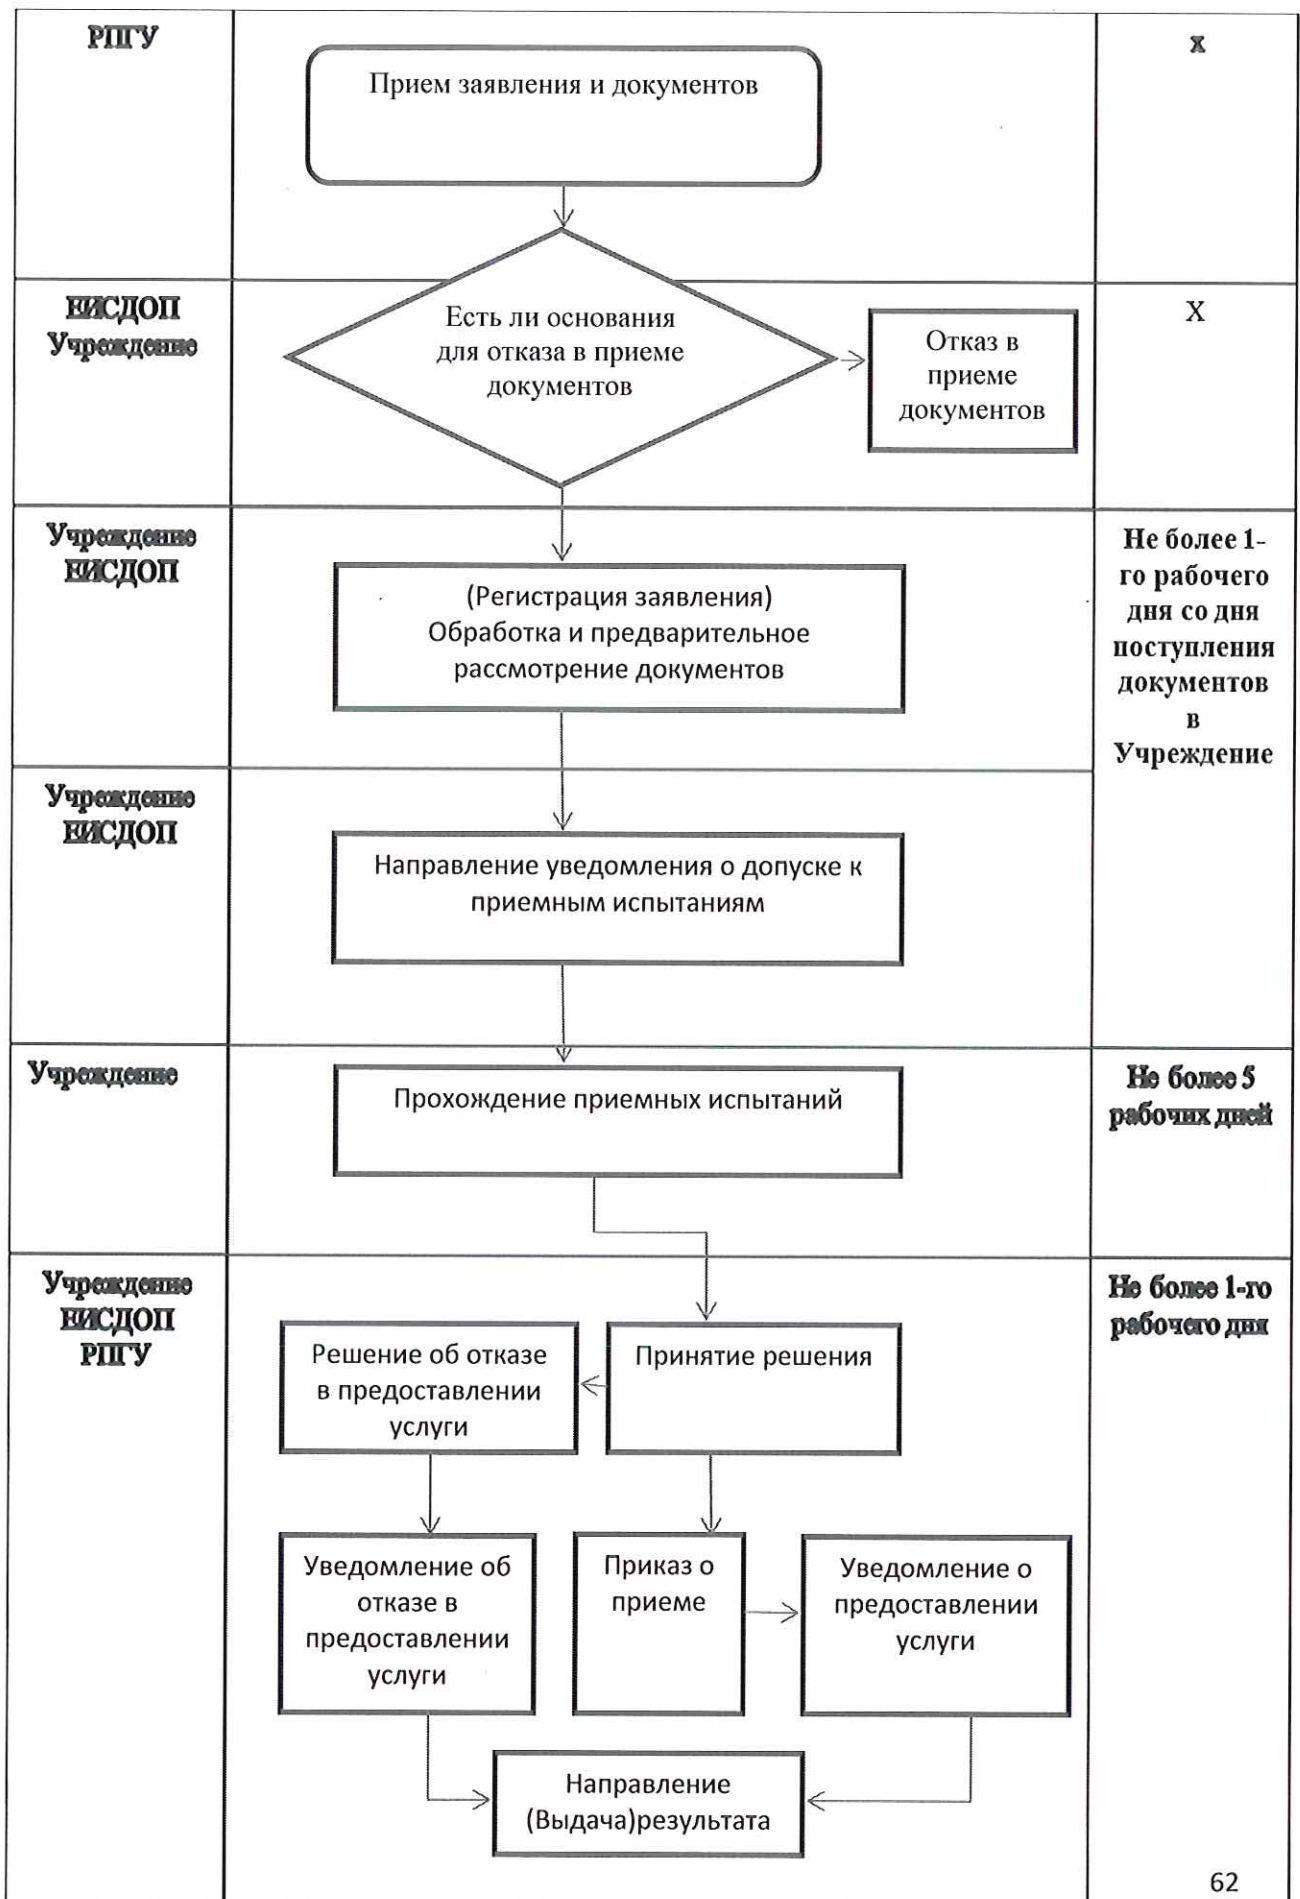 РПГУ
Прием заявления и документов
х
ЕИСДОП
Учреждение
Есть ли основания
для отказа в приеме
документов
Отказ в
приеме
документов
Х
Учреждение
ЕИСДОП
(Регистрация заявления)
Обработка и предварительное
рассмотрение документов
Не более 1-
го рабочего
дня со дня
поступления
документов
в
Учреждение
Учреждение
ЕИСДОП
Направление уведомления о допуске к
приемным испытаниям
Учреждение
Прохождение приемных испытаний
Не более 5
рабочих дней
Учреждение
ЕИСДОП
РПГУ
Решение об отказе
в предоставлении
услуги
Принятие решения
Не более 1-го
рабочего дня
Уведомление об
отказе в
предоставлении
услуги
Приказ о
приеме
Уведомление о
предоставлении
услуги
Направление
(Выдача)результата
62